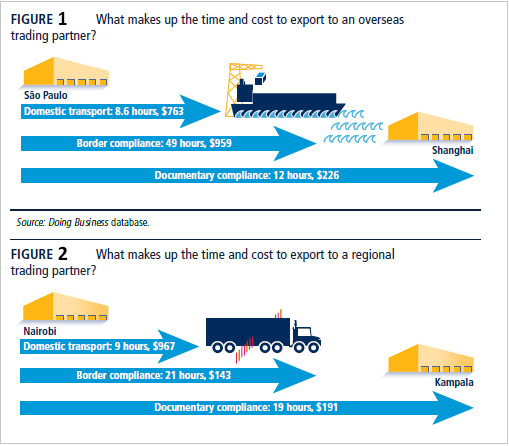 FIGURE 1 What makes up the time and cost to export to an overseas
trading partner?
São Paulo
Domestic transport: 8.6 hours, $763
Border compliance: 49 hours, $959
Shanghai
Documentary compliance: 12 hours, $226
Source: Doing Business database.
FIGURE 2 What makes up the time and cost to export to a regional
trading partner?
Nairobi
Domestic transport: 9 hours, $967
Border compliance: 21 hours, $143
Kampala
Documentary compliance: 19 hours, $191